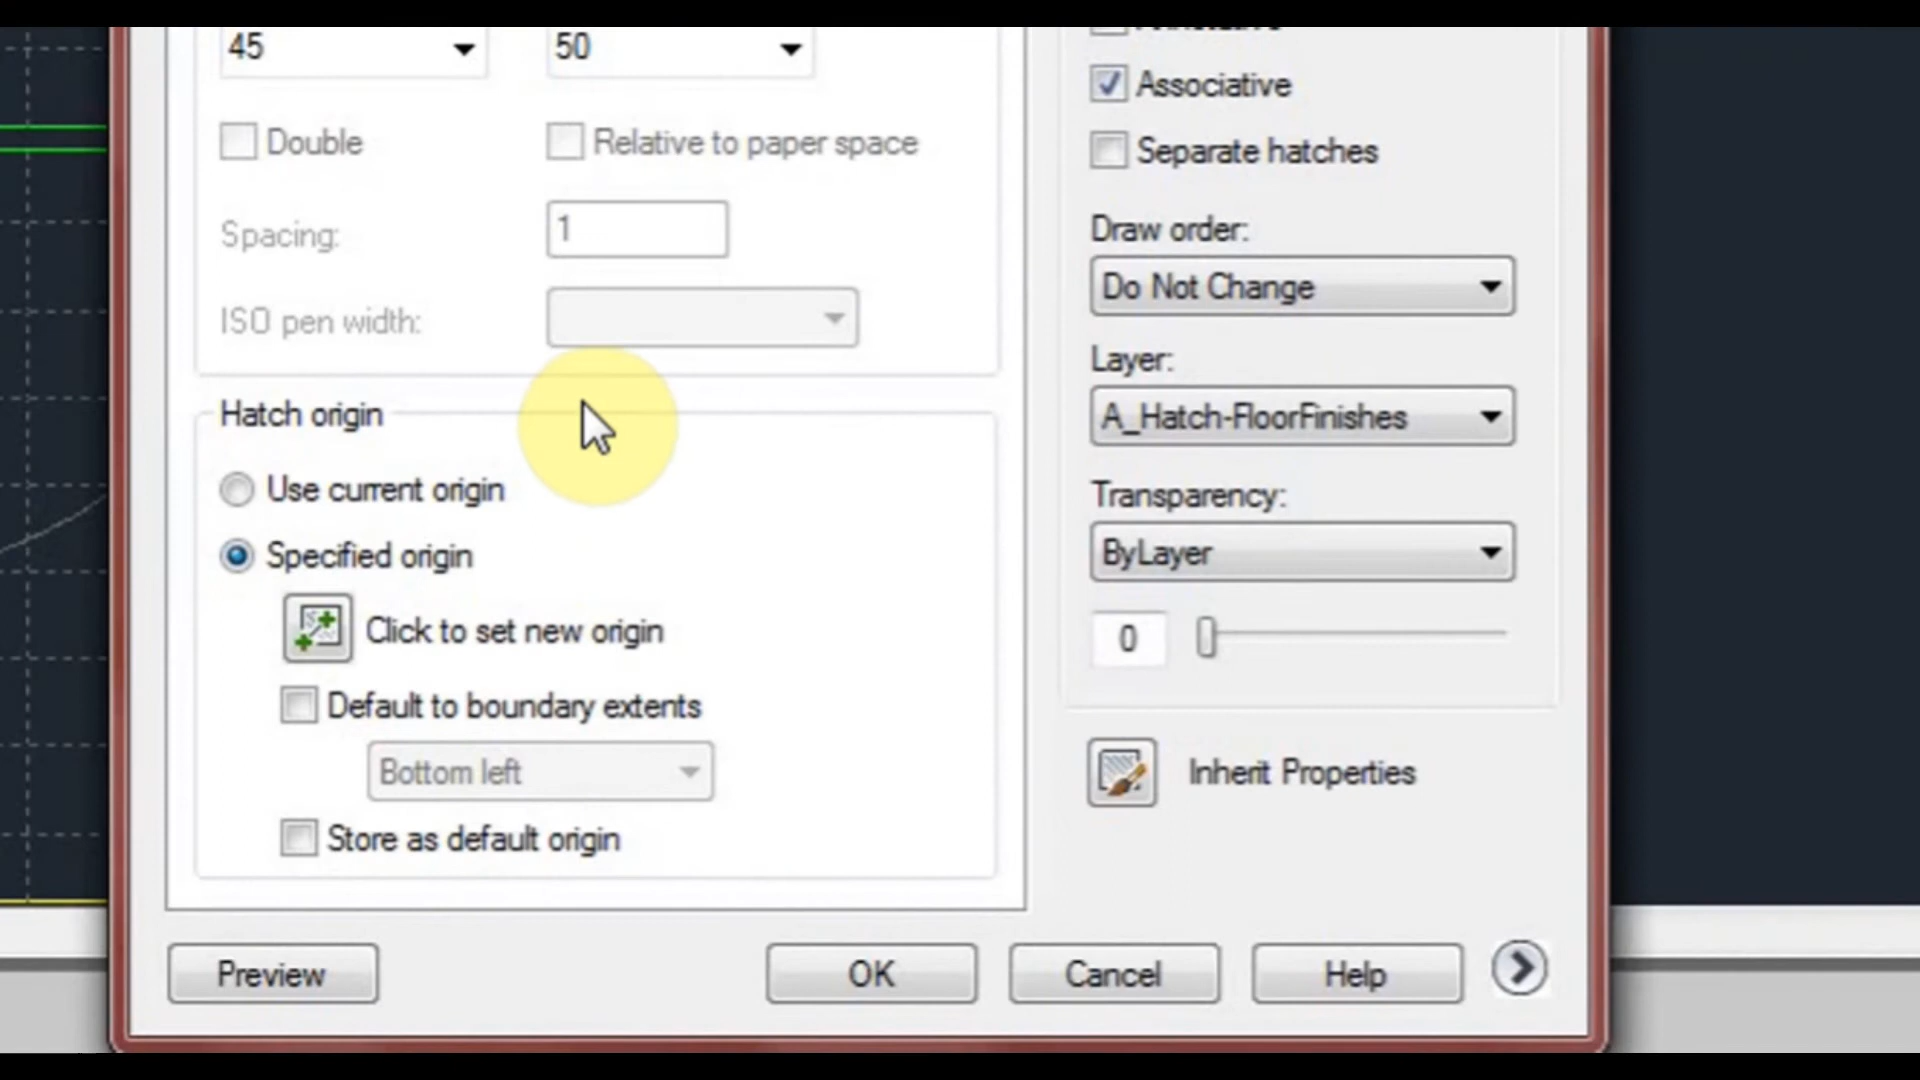 45
50
Double
Relative to paper space
Spacing:
1
ISO pen width:
Hatch origin
Use current origin
Specified origin
Click to set new origin
Default to boundary extents
Bottom left
Store as default origin
Associative
Separate hatches
Draw order:
Do Not Change
Layer:
A_Hatch-FloorFinishes
Transparency:
ByLayer
0
Inherit Properties
Preview
OK
Cancel
Help